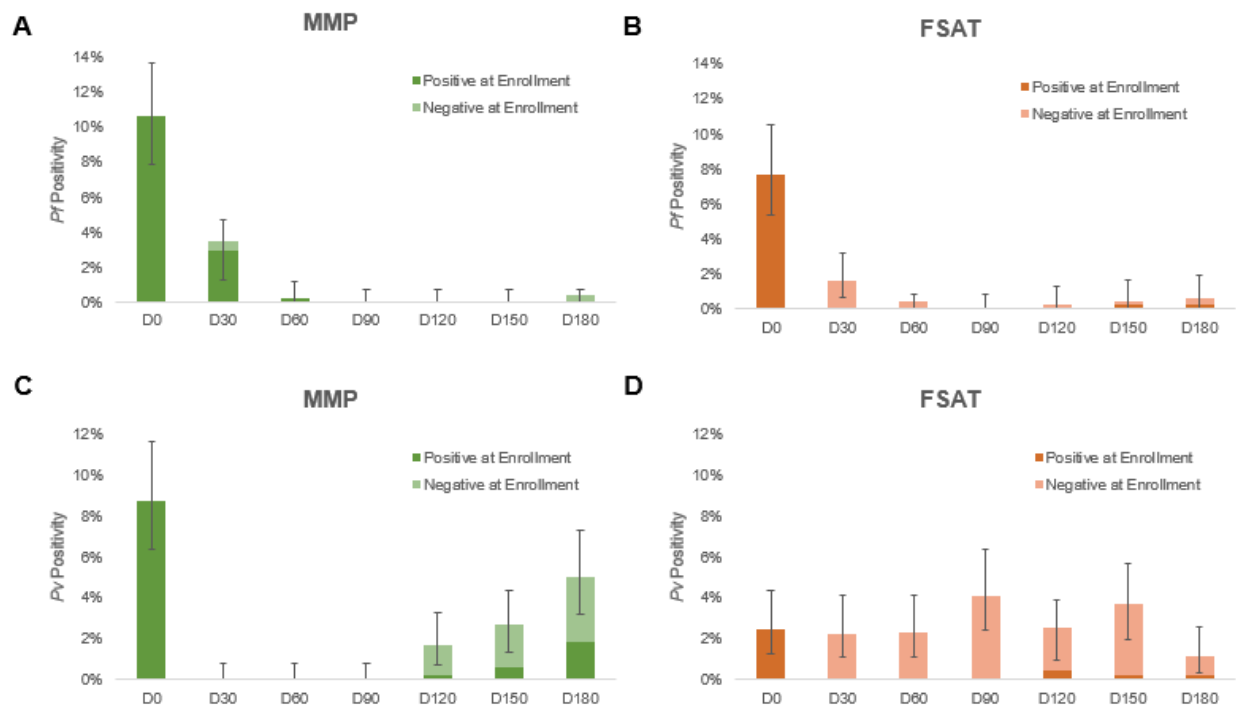 A
MMP
14%
12%
10%
8%
6%
4%
2%
0%
Pf Positivity
Positive at Enrollment
Negative at Enrollment
D0 D30 D60 D90 D120 D150 D180
B
FSAT
14%
12%
10%
8%
6%
4%
2%
0%
Pf Positivity
Positive at Enrollment
Negative at Enrollment
D0 D30 D60 D90 D120 D150 D180
C
MMP
12%
10%
8%
6%
4%
2%
0%
Pv Positivity
Positive at Enrollment
Negative at Enrollment
D0 D30 D60 D90 D120 D150 D180
D
FSAT
12%
10%
8%
6%
4%
2%
0%
Pv Positivity
Positive at Enrollment
Negative at Enrollment
D0 D30 D60 D90 D120 D150 D180